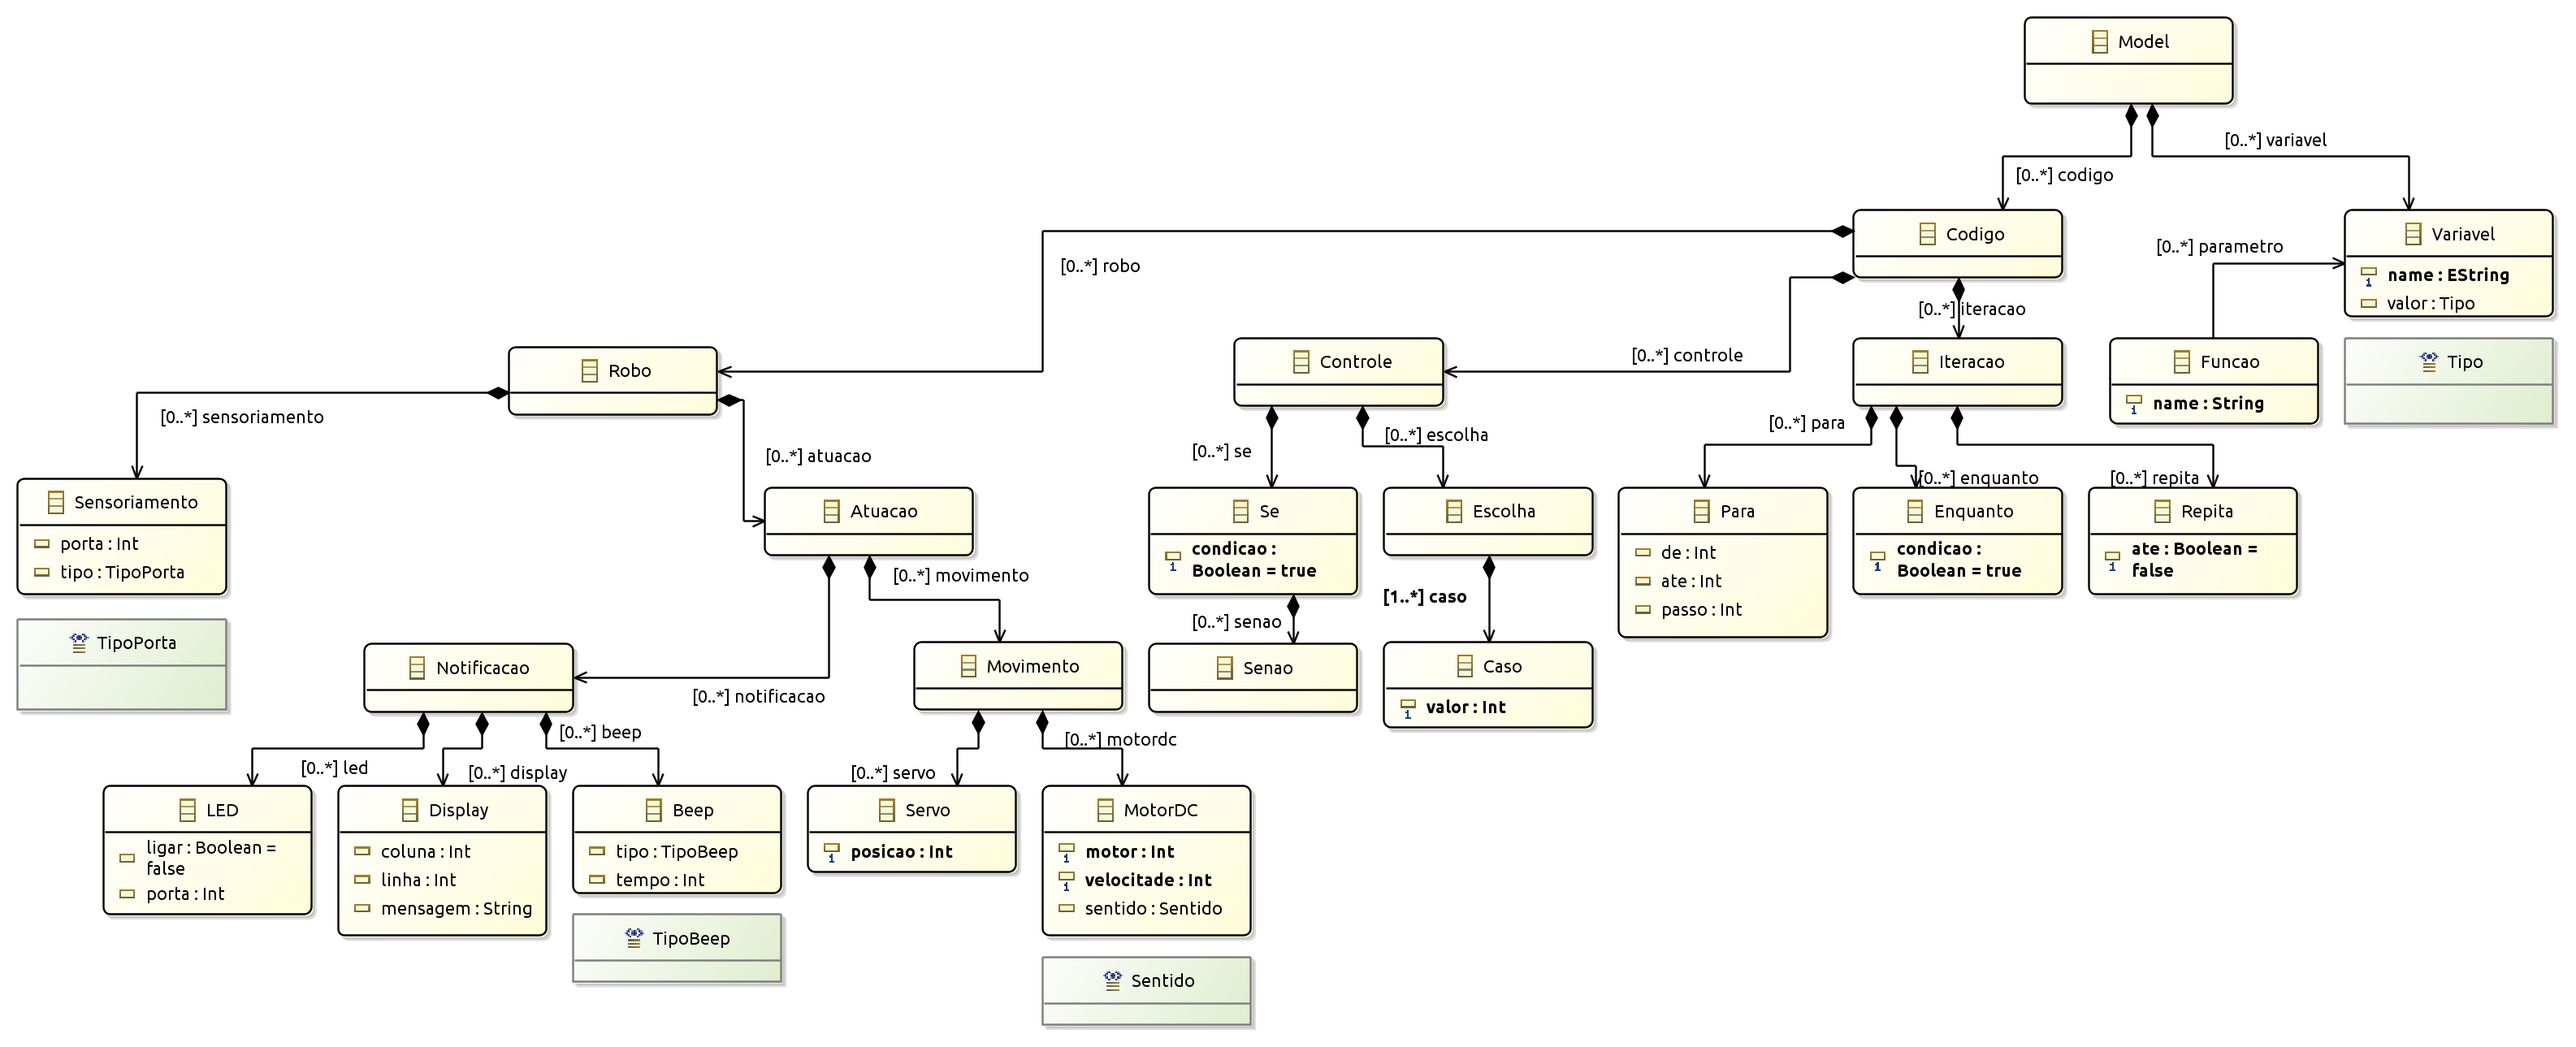 Model
[0..*] variavel
[0..*] codigo
Codigo
Variavel
name : EString
valor : Tipo
[0..*] parametro
[0..*] robo
[0..*] iteracao
[0..*] controle
Robo
Controle
Iteracao
Funcao
name : String
Tipo
[0..*] sensoriamento
[0..*] atuacao
[0..*] se
[0..*] escolha
[0..*] para
[0..*] enquanto
[0..*] repita
Sensoriamento
porta : Int
tipo : TipoPorta
Atuacao
Se
condicao :
Boolean = true
Escolha
Para
de : Int
ate : Int
passo : Int
Enquanto
condicao :
Boolean = true
Repita
ate : Boolean =
false
[0..*] movimento
[1..*] caso
[0..*] senao
TipoPorta
Notificacao
[0..*] notificacao
Movimento
Senao
Caso
valor : Int
[0..*] led
[0..*] display
[0..*] beep
[0..*] servo
[0..*] motordc
LED
ligar : Boolean =
false
porta : Int
Display
coluna : Int
linha : Int
mensagem : String
Beep
tipo : TipoBeep
tempo : Int
Servo
posicao : Int
MotorDC
motor : Int
velocitade : Int
sentido : Sentido
TipoBeep
Sentido